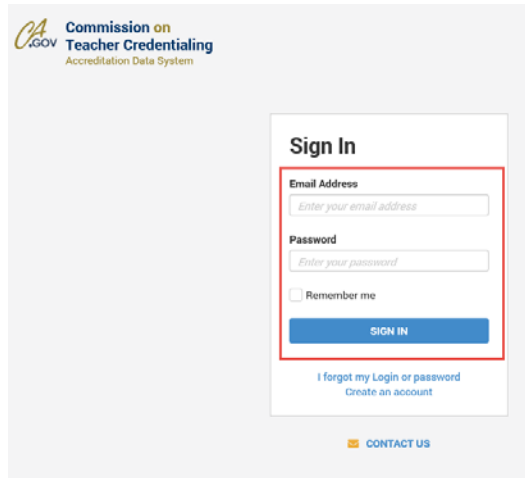 CA.GOV
Commission on
Teacher Credentialing
Accreditation Data System
Sign In
Email Address
Enter your email address
Password
Enter your password
Remember me
SIGN IN
I forgot my Login or password
Create an account
CONTACT US